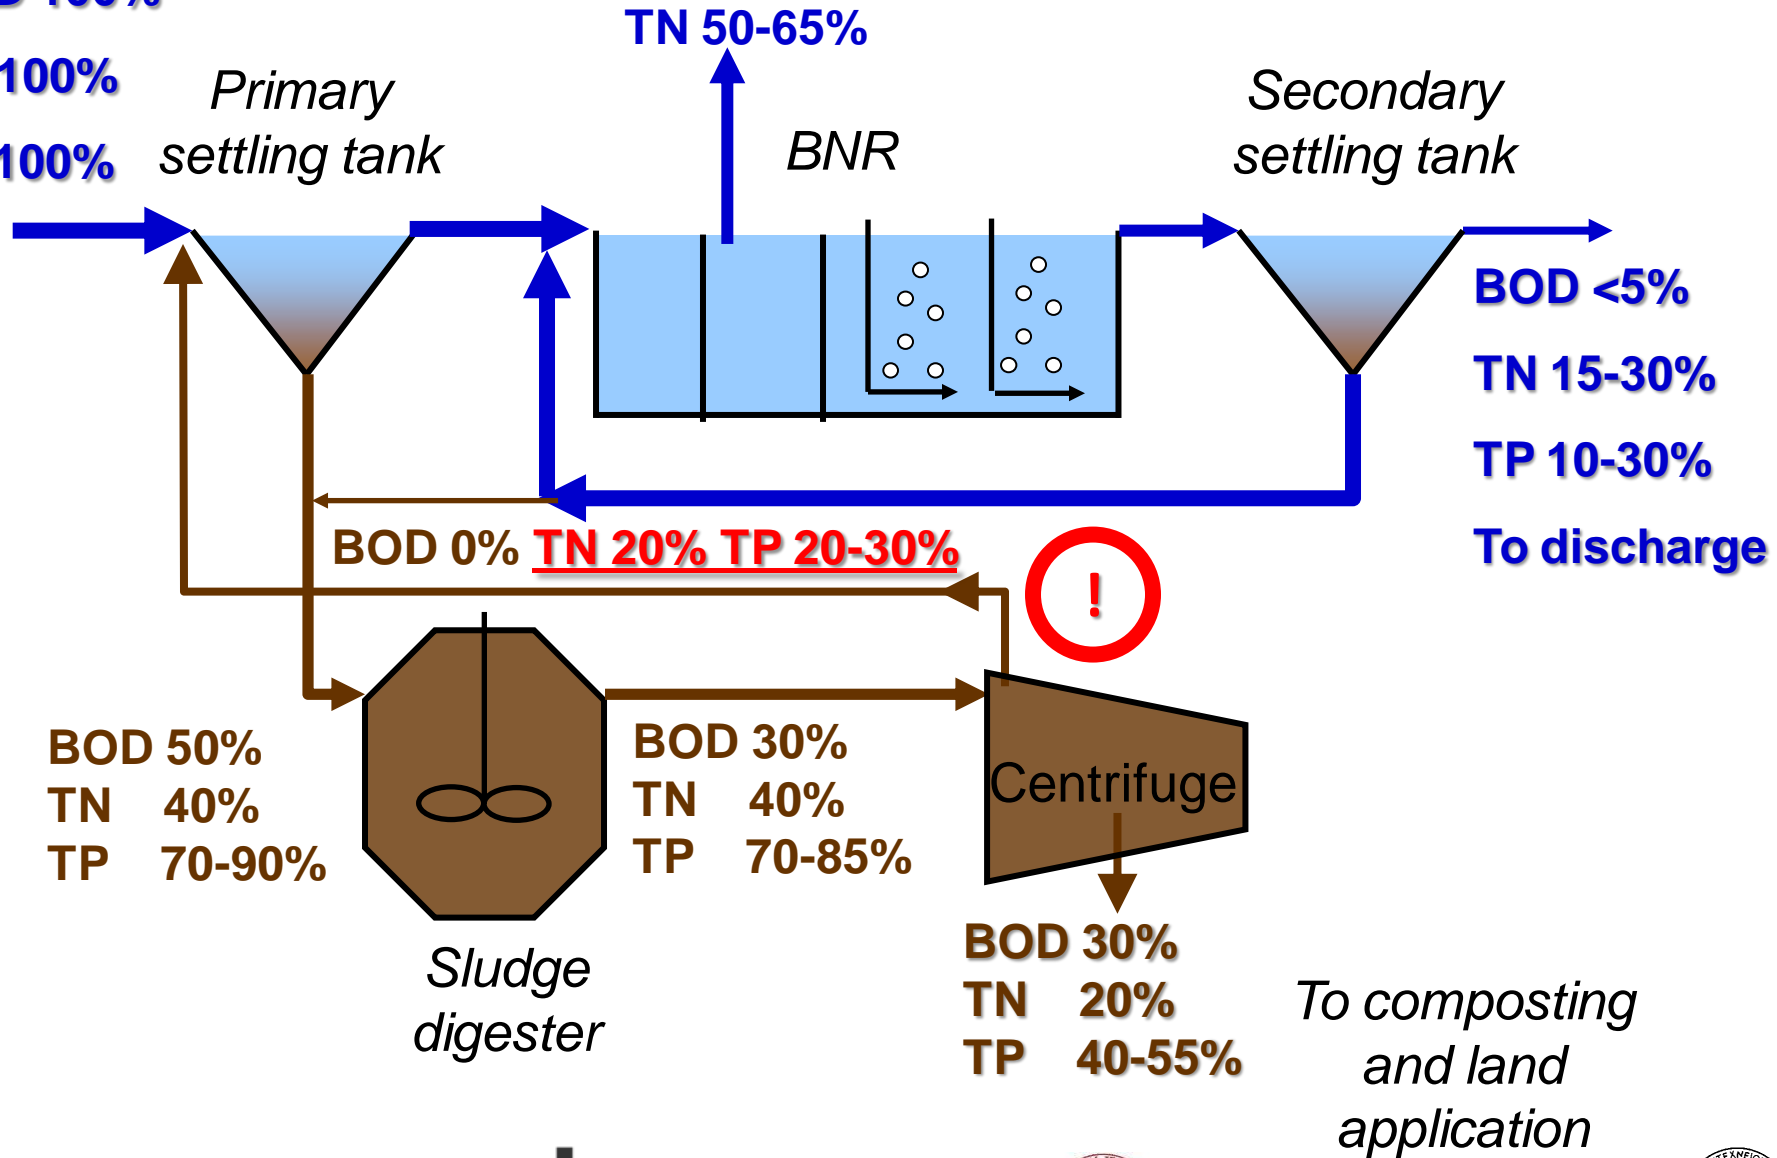 100%
TN 50-65%
100%
100%
Primary
settling tank
BNR
Secondary
settling tank
BOD <5%
TN 15-30%
TP 10-30%
To discharge
BOD 0% TN 20% TP 20-30%
!
BOD 50%
TN 40%
TP 70-90%
BOD 30%
TN 40%
TP 70-85%
Centrifuge
Sludge
digester
BOD 30%
TN 20%
TP 40-55%
To composting
and land
application